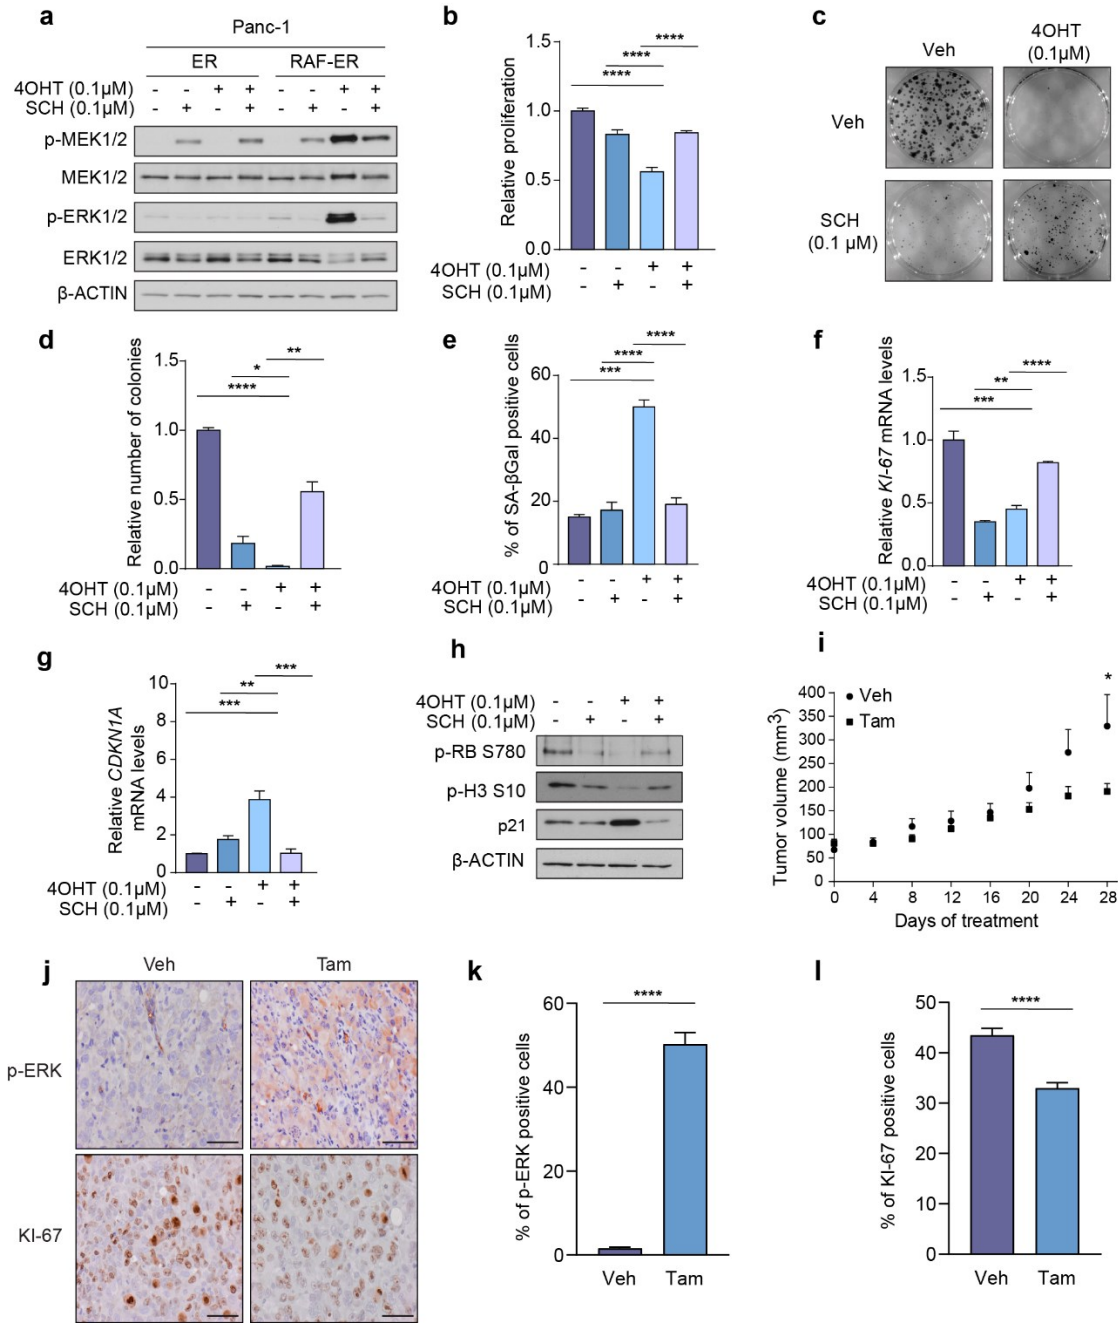 a
Panc-1
ER RAF-ER
4OHT (0.1µM) - - + + - - + +
SCH (0.1µM) - + - + - + - +
p-MEK1/2
MEK1/2
p-ERK1/2
ERK1/2
β-ACTIN
b
**** 
****
****
1.5
1.0
0.5
0.0
Relative proliferation
4OHT (0.1µM) - - + +
SCH (0.1µM) - + - +
c
Veh
4OHT
(0.1µM)
Veh
SCH
(0.1 µM)
d
**
*
****
1.5
1.0
0.5
0.0
Relative number of colonies
4OHT (0.1µM) - - + +
SCH (0.1µM) - + - +
e
****
****
***
60
40
20
0
% of SA-βGal positive cells
4OHT (0.1µM) - - + +
SCH (0.1µM) - + - +
f
****
**
***
1.5
1.0
0.5
0.0
Relative KI-67 mRNA levels
4OHT (0.1µM) - - + +
SCH (0.1µM) - + - +
g
***
**
***
10
8
6
4
2
0
Relative CDKN1A
mRNA levels
4OHT (0.1µM) - - + +
SCH (0.1µM) - + - +
h
4OHT (0.1µM) - - + +
SCH (0.1µM) - + - +
p-RB S780
p-H3 S10
p21
β-ACTIN
i
Veh
Tam
*
400
350
300
250
200
150
100
50
0
Tumor volume (mm3)
0 4 8 12 16 20 24 28
Days of treatment
j
Veh Tam
p-ERK
KI-67
k
****
60
40
20
0
% of p-ERK positive cells
Veh Tam
l
****
50
40
30
20
10
0
% of KI-67 positive cells
Veh Tam